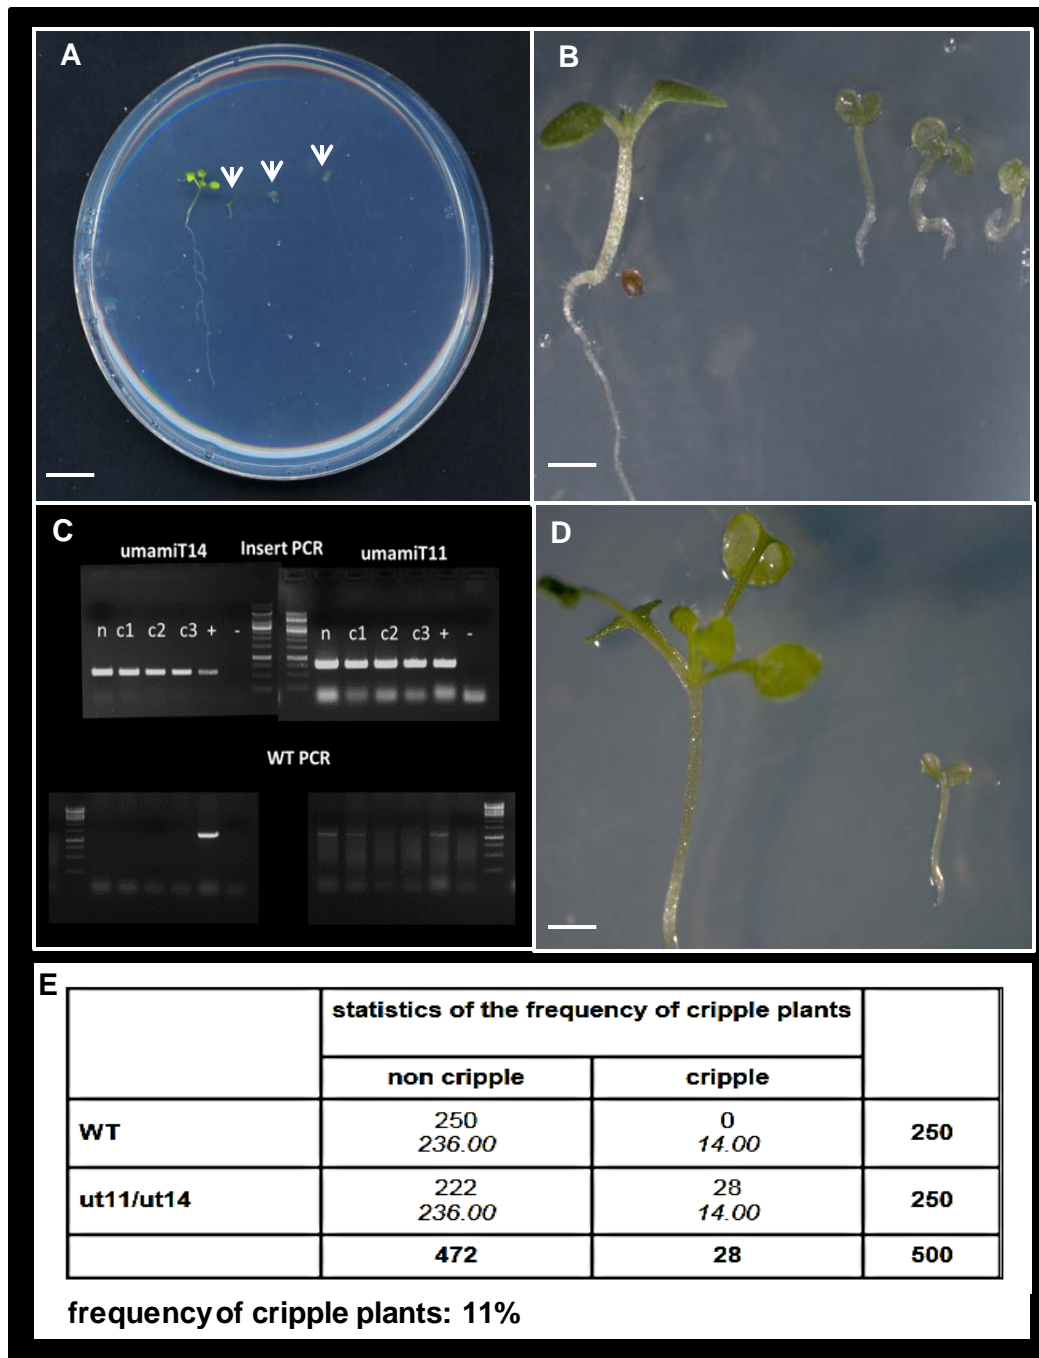 A
B
C
umamiT14 Insert PCR umamiT11
n c1 c2 c3 + -
n c1 c2 c3 + -
WT PCR
D
E
statistics of the frequency of cripple plants
non cripple cripple
WT 250 0 250
236.00 14.00
ut11/ut14 222 28 250
236.00 14.00
472 28 500
frequency of cripple plants: 11%